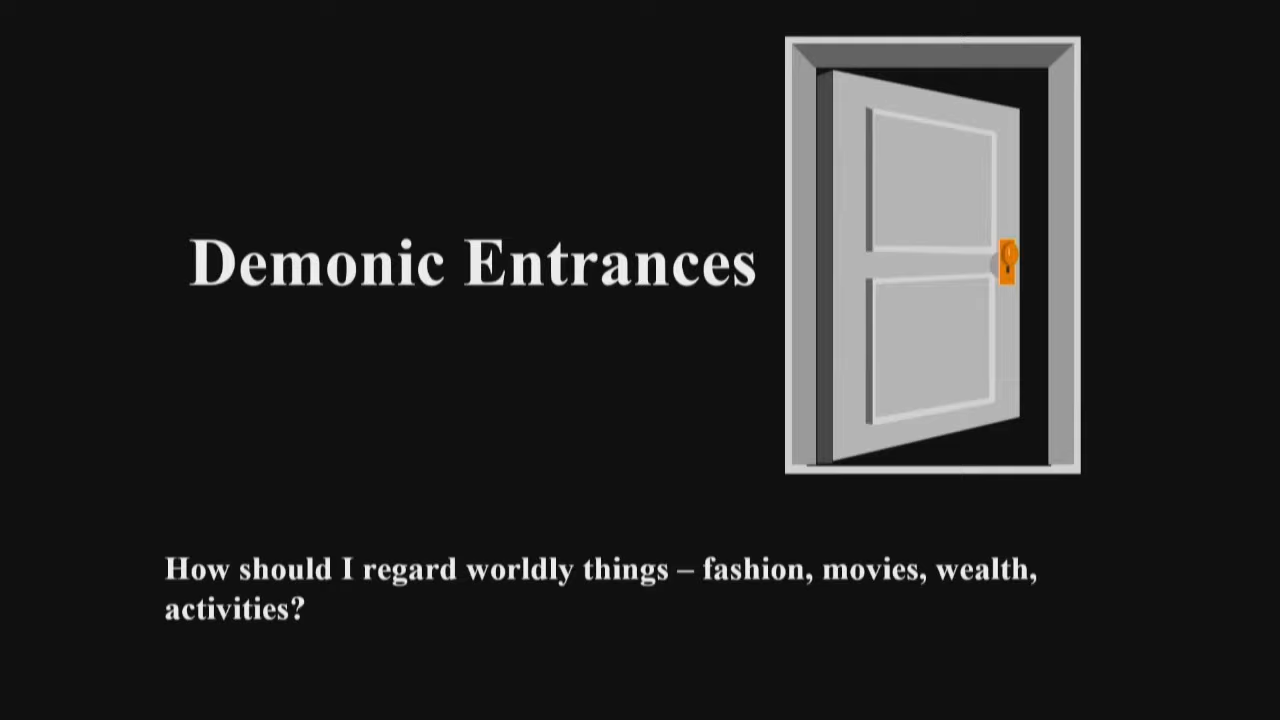 Demonic Entrances
How should I regard worldly things – fashion, movies, wealth,
activities?